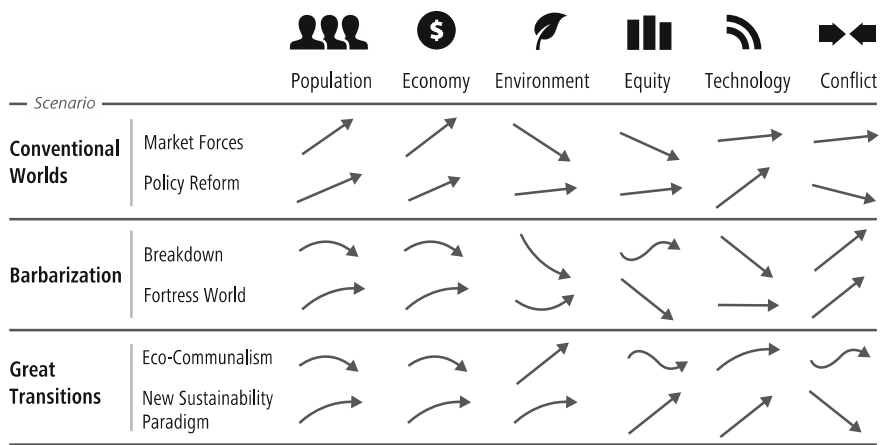 $
Population Economy Environment Equity Technology Conflict
Scenario
Conventional
Worlds
Market Forces
Policy Reform
Barbarization
Breakdown
Fortress World
Great
Transitions
Eco-Communalism
New Sustainability
Paradigm